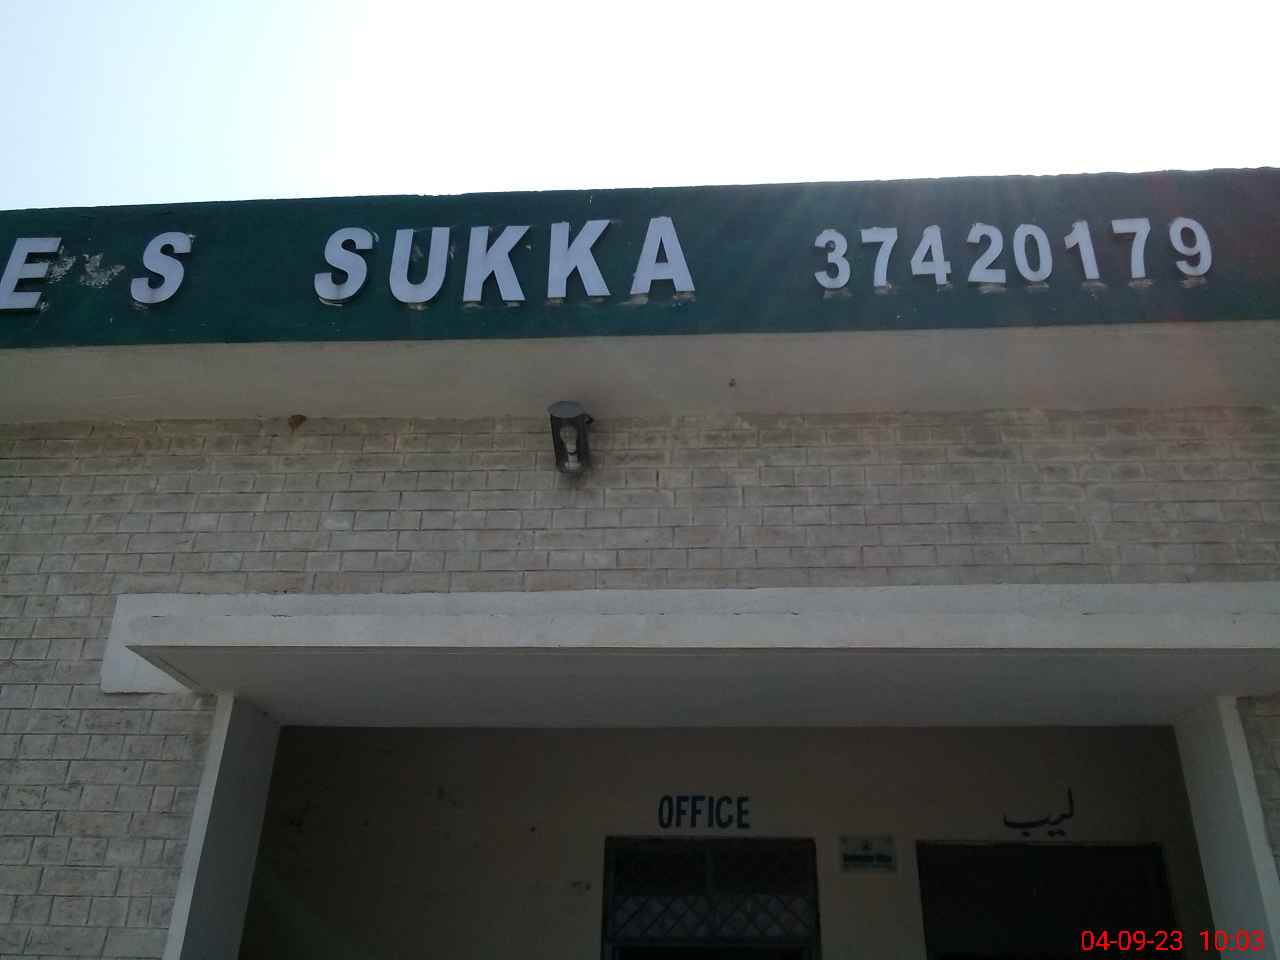 E S SUKKA 37420179
OFFICE
لیب
04-09-23 10:03